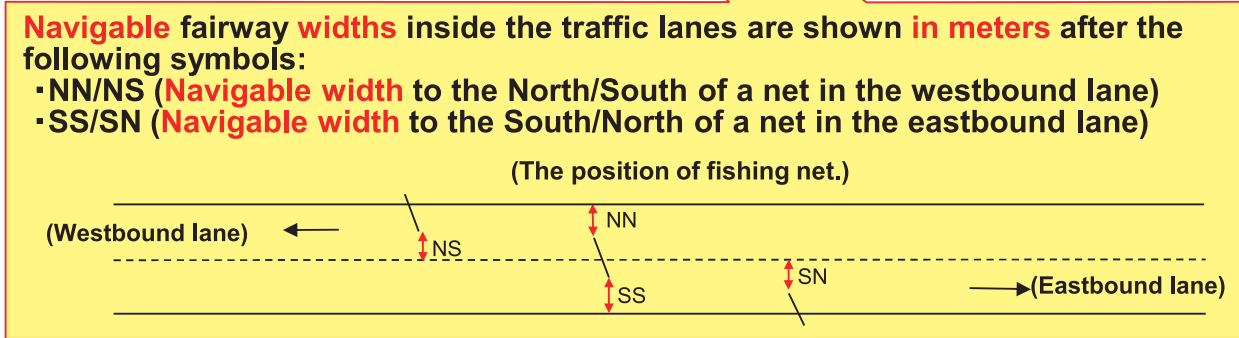 Navigable fairway widths inside the traffic lanes are shown in meters after the
following symbols:
・NN/NS (Navigable width to the North/South of a net in the westbound lane)
・SS/SN (Navigable width to the South/North of a net in the eastbound lane)
(The position of fishing net.)
NN
(Westbound lane)
NS
SN
SS
(Eastbound lane)